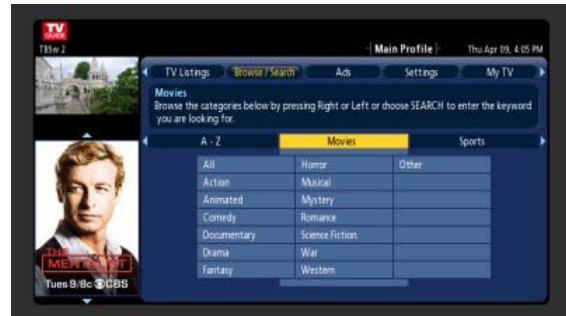 TV
GUIDE
TBSw 2
Main Profile
Thu Apr 09, 4:05 PM
TV Listings
Browse / Search
Ads
Settings
My TV
Movies
Browse the categories below by pressing Right or Left or choose SEARCH to enter the keyword
you are looking for.
A - Z
Movies
Sports
All
Horror
Other
Action
Musical
Animated
Mystery
Comedy
Romance
Documentary
Science Fiction
Drama
War
Fantasy
Western
THE
MENTALIST
Tues 9/8c CBS